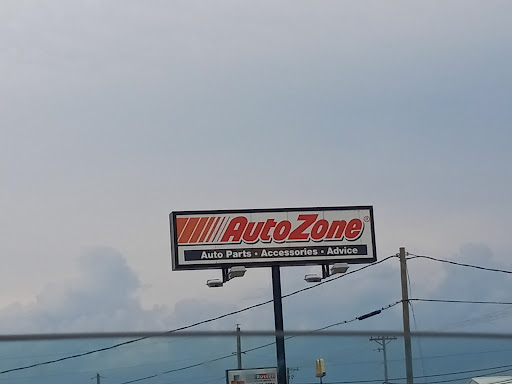 AutoZone®
Auto Parts • Accessories • Advice